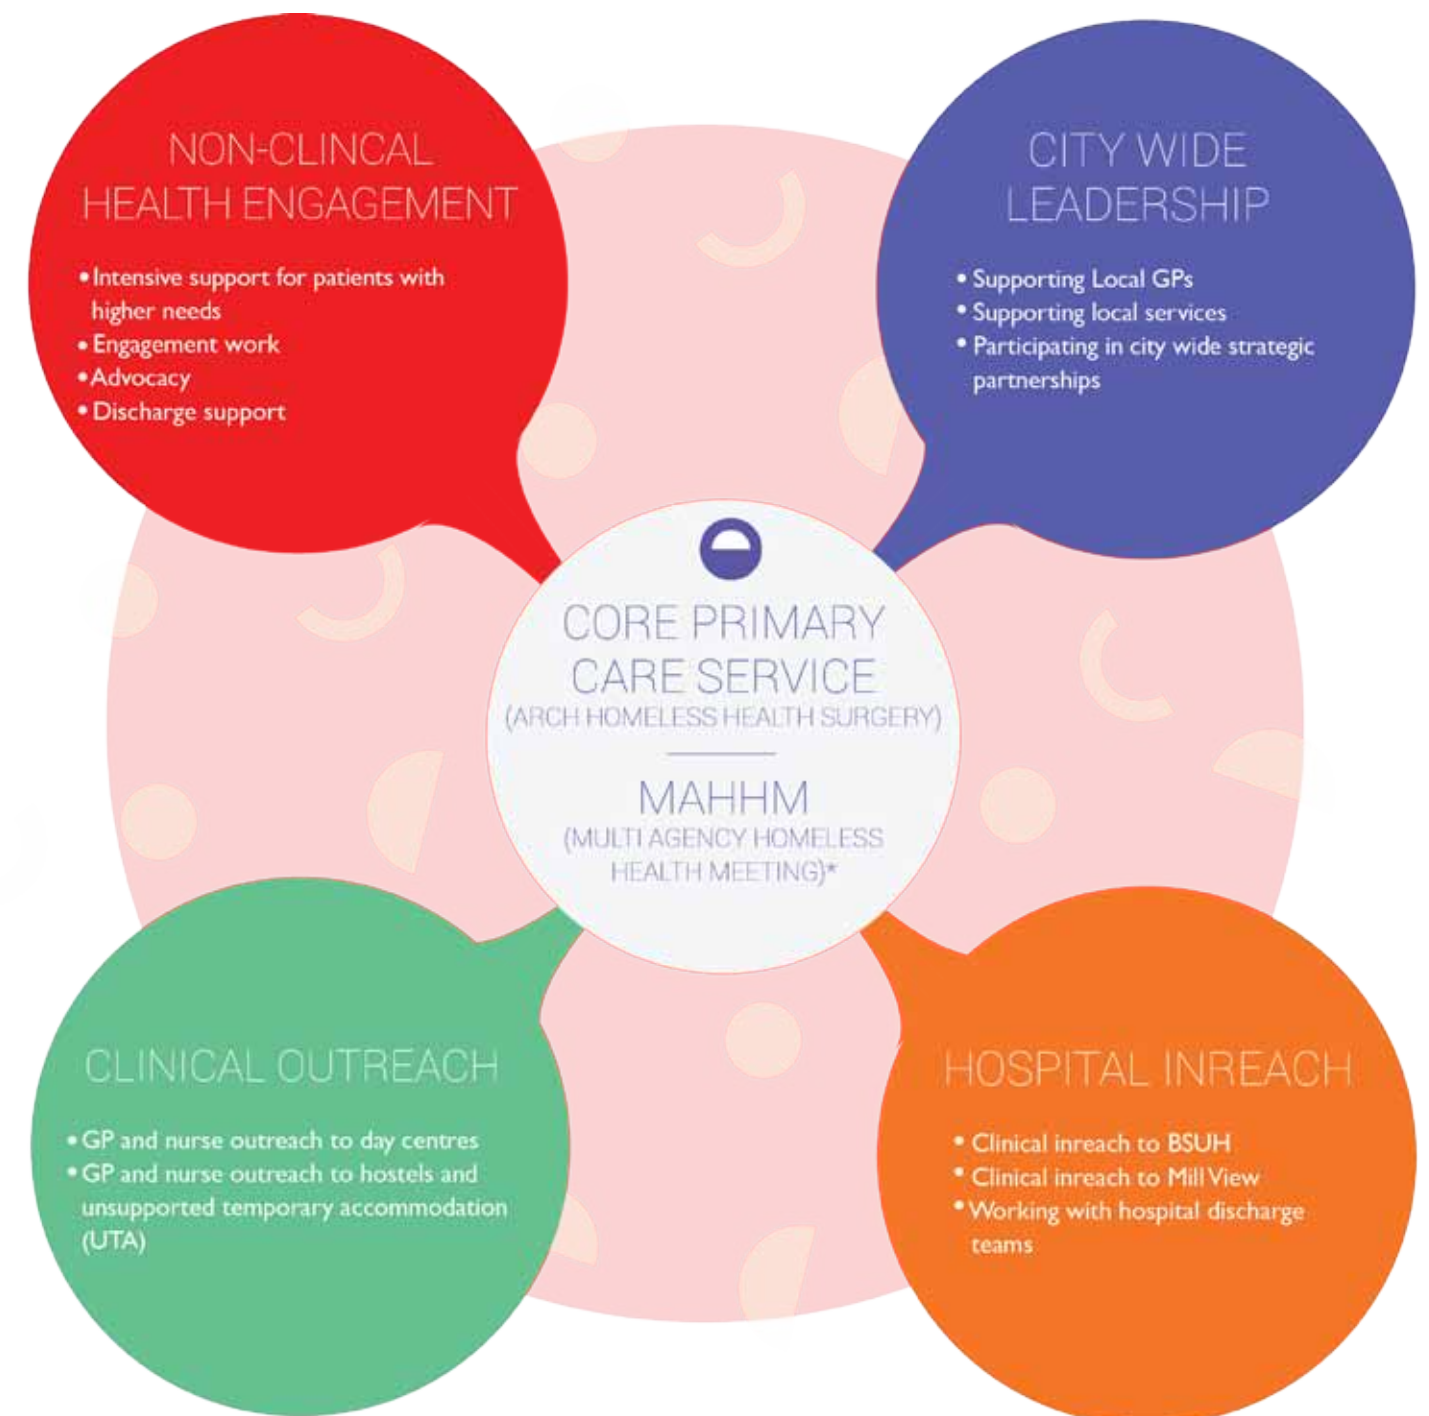 NON-CLINCAL
HEALTH ENGAGEMENT
• Intensive support for patients with
higher needs
• Engagement work
• Advocacy
• Discharge support
CITY WIDE
LEADERSHIP
• Supporting Local GPs
• Supporting local services
• Participating in city wide strategic
partnerships
CORE PRIMARY
CARE SERVICE
(ARCH HOMELESS HEALTH SURGERY)
MAHHM
(MULTI AGENCY HOMELESS
HEALTH MEETING)*
CLINICAL OUTREACH
• GP and nurse outreach to day centres
• GP and nurse outreach to hostels and
unsupported temporary accommodation
(UTA)
HOSPITAL INREACH
• Clinical inreach to BSUH
• Clinical inreach to Mill View
• Working with hospital discharge
teams